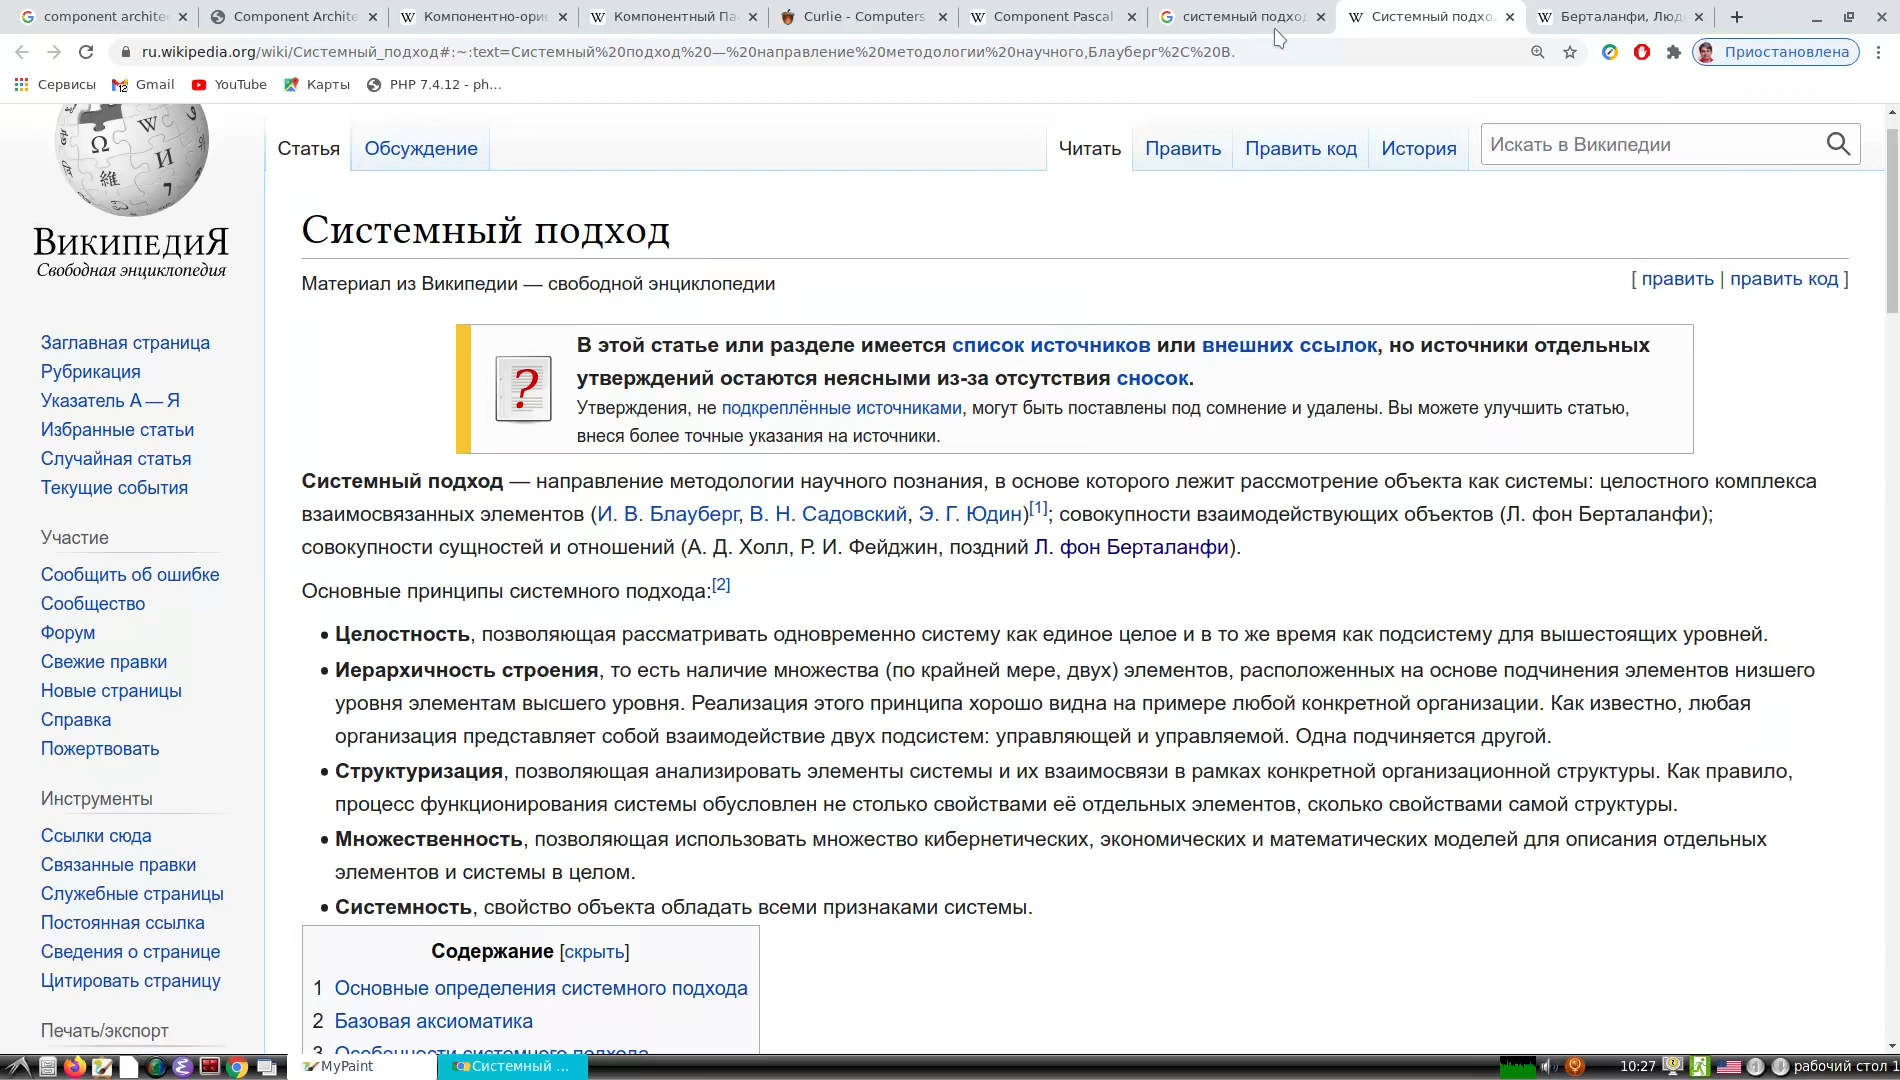 component archite
Component Archite
Компонентно-орие
Компонентный Па
Curlie - Computers
Component Pascal
системный подход
Системный подхо
Берталанфи, Люд
ru.wikipedia.org/wiki/Системный_подход#:~:text=Системный%20подход%20—%20направление%20методологии%20научного,Блауберг%2C%20В.
Приостановлена
Сервисы
Gmail
YouTube
Карты
PHP 7.4.12 - ph...
ВикипедиЯ
Свободная энциклопедия
Статья
Обсуждение
Читать
Править
Править код
История
Искать в Википедии
Системный подход
Материал из Википедии — свободной энциклопедии
[ править | править код ]
В этой статье или разделе имеется список источников или внешних ссылок, но источники отдельных
утверждений остаются неясными из-за отсутствия сносок.
Утверждения, не подкреплённые источниками, могут быть поставлены под сомнение и удалены. Вы можете улучшить статью,
внеся более точные указания на источники.
Системный подход — направление методологии научного познания, в основе которого лежит рассмотрение объекта как системы: целостного комплекса
взаимосвязанных элементов (И. В. Блауберг, В. Н. Садовский, Э. Г. Юдин)[1]; совокупности взаимодействующих объектов (Л. фон Берталанфи);
совокупности сущностей и отношений (А. Д. Холл, Р. И. Фейджин, поздний Л. фон Берталанфи).
Основные принципы системного подхода:[2]
• Целостность, позволяющая рассматривать одновременно систему как единое целое и в то же время как подсистему для вышестоящих уровней.
• Иерархичность строения, то есть наличие множества (по крайней мере, двух) элементов, расположенных на основе подчинения элементов низшего
уровня элементам высшего уровня. Реализация этого принципа хорошо видна на примере любой конкретной организации. Как известно, любая
организация представляет собой взаимодействие двух подсистем: управляющей и управляемой. Одна подчиняется другой.
• Структуризация, позволяющая анализировать элементы системы и их взаимосвязи в рамках конкретной организационной структуры. Как правило,
процесс функционирования системы обусловлен не столько свойствами её отдельных элементов, сколько свойствами самой структуры.
• Множественность, позволяющая использовать множество кибернетических, экономических и математических моделей для описания отдельных
элементов и системы в целом.
• Системность, свойство объекта обладать всеми признаками системы.
Содержание [скрыть]
1 Основные определения системного подхода
2 Базовая аксиоматика
3 Особенности системного подхода
Заглавная страница
Рубрикация
Указатель А — Я
Избранные статьи
Случайная статья
Текущие события
Участие
Сообщить об ошибке
Сообщество
Форум
Свежие правки
Новые страницы
Справка
Пожертвовать
Инструменты
Ссылки сюда
Связанные правки
Служебные страницы
Постоянная ссылка
Сведения о странице
Цитировать страницу
Печать/экспорт
MyPaint
Системный ...
10:27
рабочий стол 1